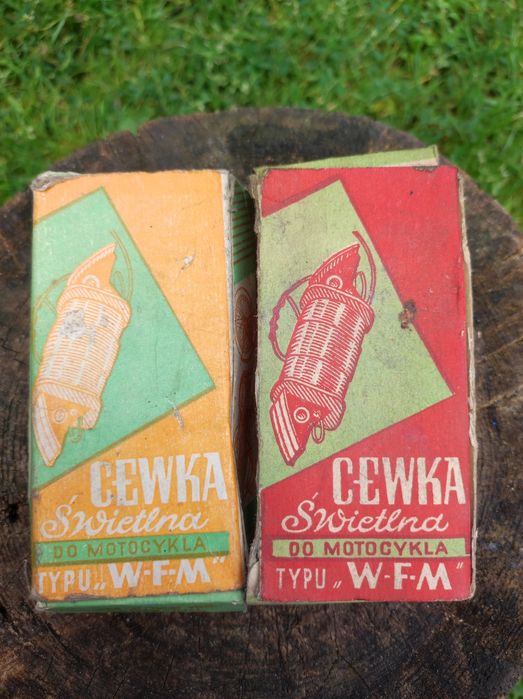 CEWKA
Świetlna
DO MOTOCYKLA
TYPU „W-F-M"
CEWKA
Świetlna
DO MOTOCYKLA
TYPU „W-F-M"